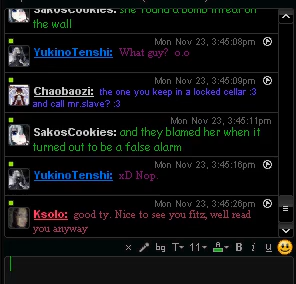 SakosCookies: she found a bomb threat on
the wall
Mon Nov 23, 3:45:08pm
YukinoTenshi: What guy? o.o
Mon Nov 23, 3:45:09pm
Chaobaozi: the one you keep in a locked cellar :3
and call mr.slave? :3
Mon Nov 23, 3:45:11pm
SakosCookies: and they blamed her when it
turned out to be a false alarm
Mon Nov 23, 3:45:16pm
YukinoTenshi: xD Nop.
Mon Nov 23, 3:45:26pm
Ksolo: good ty. Nice to see you fitz, well read
you anyway
x bg T 11 A B i u